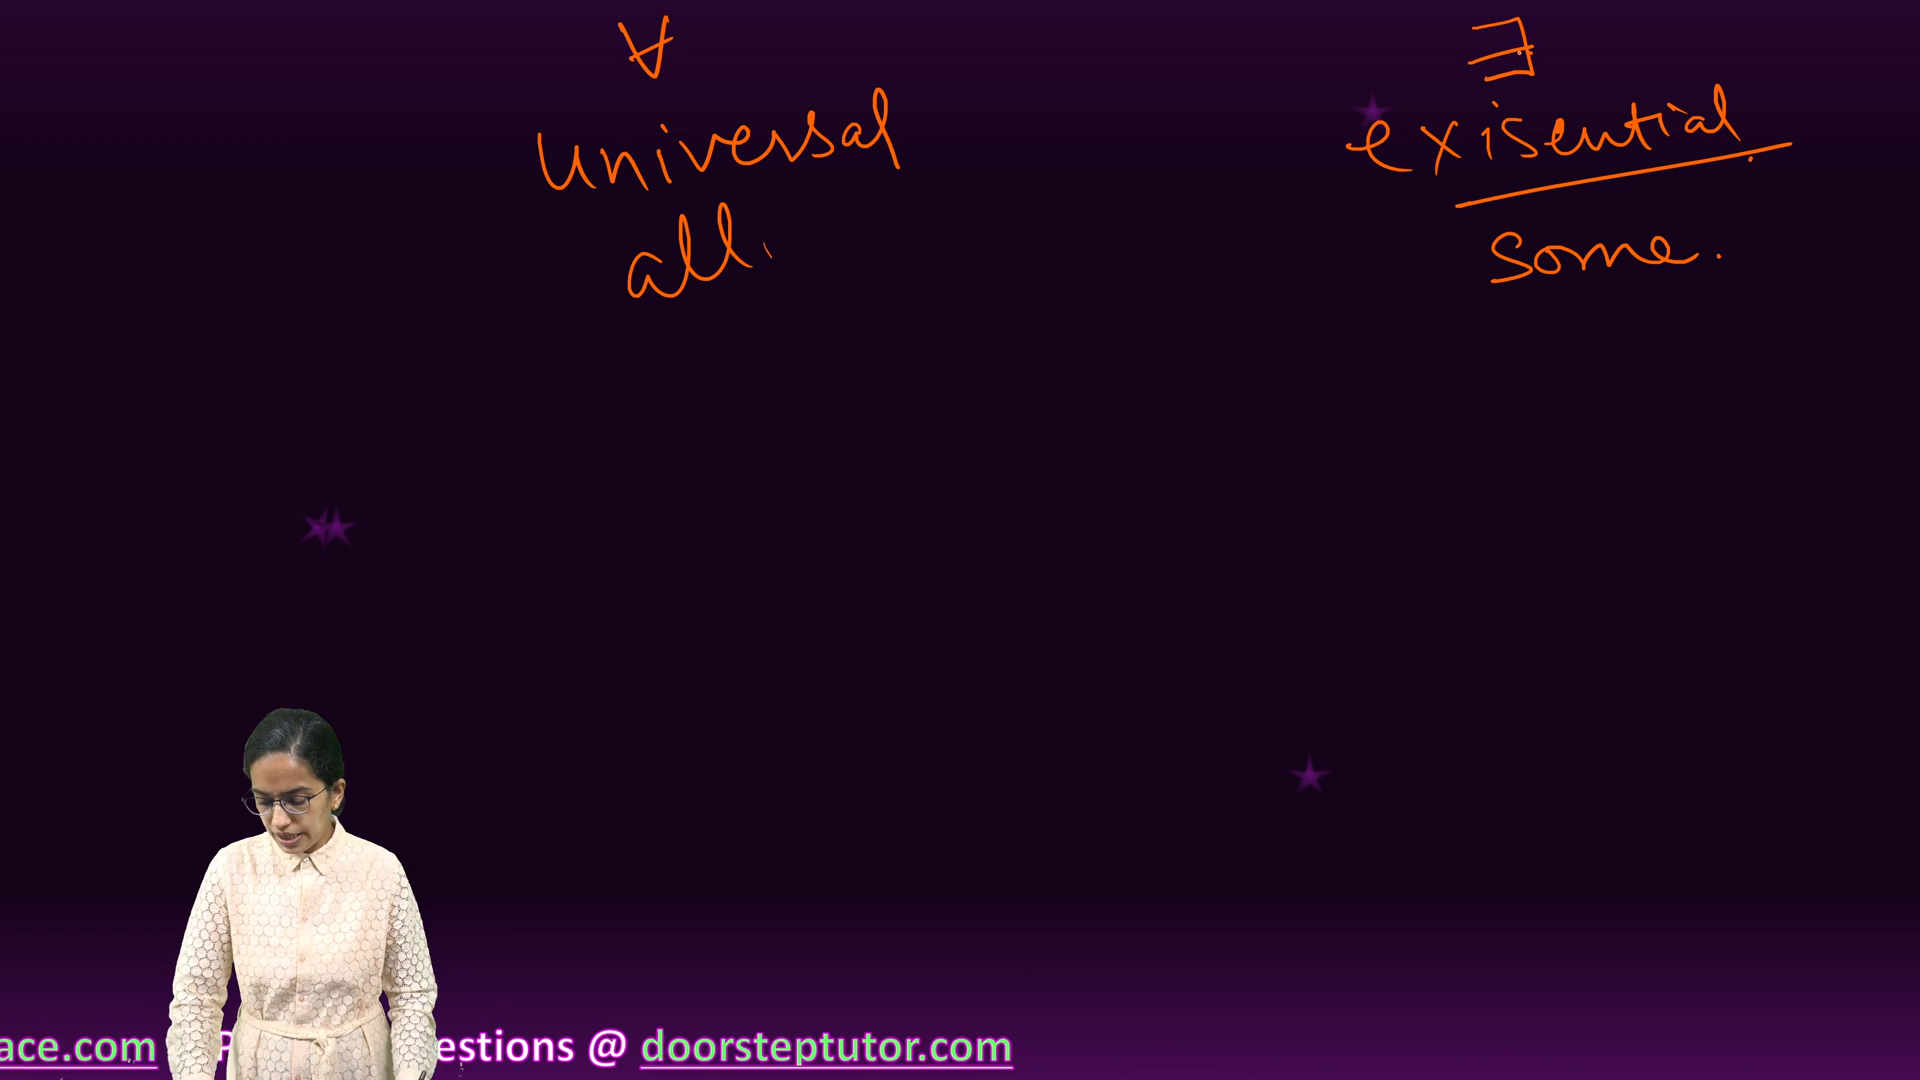 ∀
universal
all.
∃
exisential
some.
ace.com estions @ doorsteptutor.com